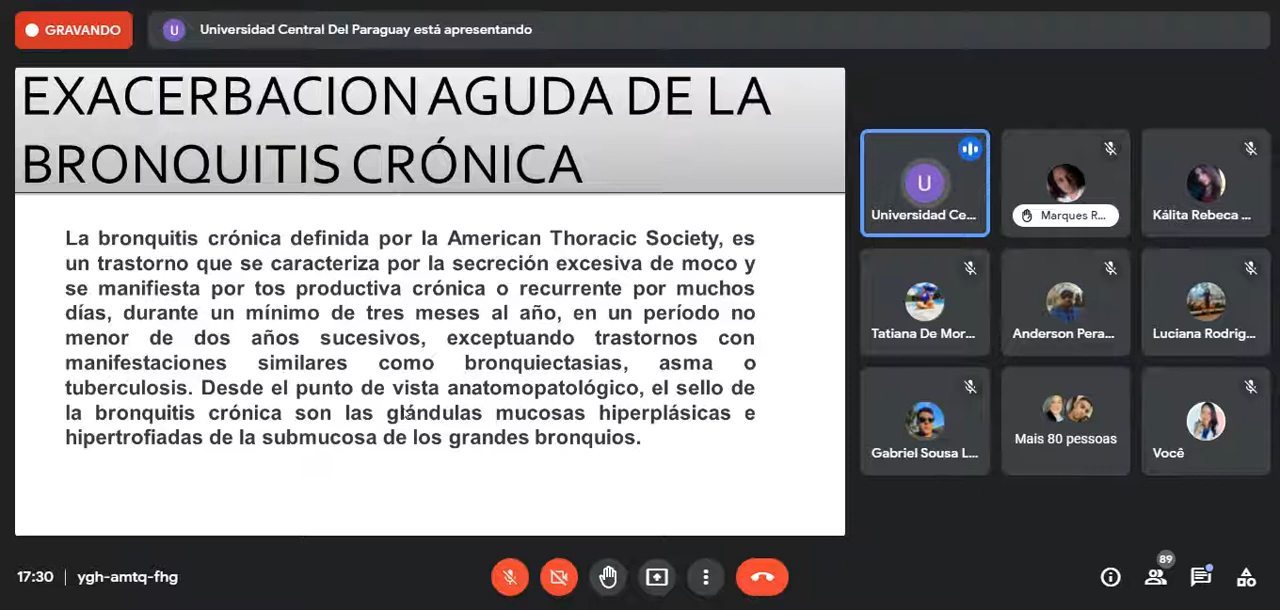 GRAVANDO
U
Universidad Central Del Paraguay está apresentando
EXACERBACION AGUDA DE LA
BRONQUITIS CRÓNICA
La bronquitis crónica definida por la American Thoracic Society, es
un trastorno que se caracteriza por la secreción excesiva de moco y
se manifiesta por tos productiva crónica o recurrente por muchos
días, durante un mínimo de tres meses al año, en un período no
menor de dos años sucesivos, exceptuando trastornos con
manifestaciones similares como bronquiectasias, asma o
tuberculosis. Desde el punto de vista anatomopatológico, el sello de
la bronquitis crónica son las glándulas mucosas hiperplásicas e
hipertrofiadas de la submucosa de los grandes bronquios.
U
Universidad Ce...
Marques R...
Kálita Rebeca ...
Tatiana De Mor...
Anderson Pera...
Luciana Rodrig...
Gabriel Sousa L...
Mais 80 pessoas
Você
17:30
ygh-amtq-fhg
89